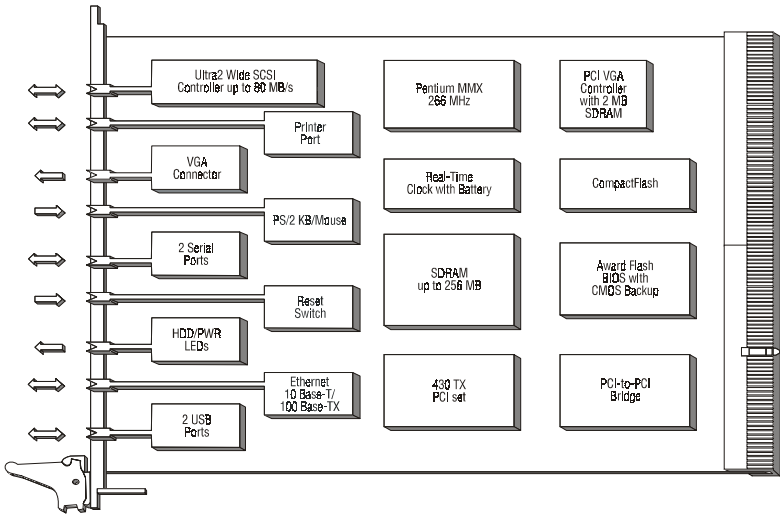 Ultra2 Wide SCSI
Controller up to 80 MB/s
Printer
Port
VGA
Connector
PS/2 KB/Mouse
2 Serial
Ports
Reset
Switch
HDD/PWR
LEDs
Ethernet
10 Base-T/
100 Base-TX
2 USB
Ports
Pentium MMX
266 MHz
Real-Time
Clock with Battery
SDRAM
up to 256 MB
430 TX
PCI set
PCI VGA
Controller
with 2 MB
SDRAM
CompactFlash
Award Flash
BIOS with
CMOS Backup
PCI-to-PCI
Bridge